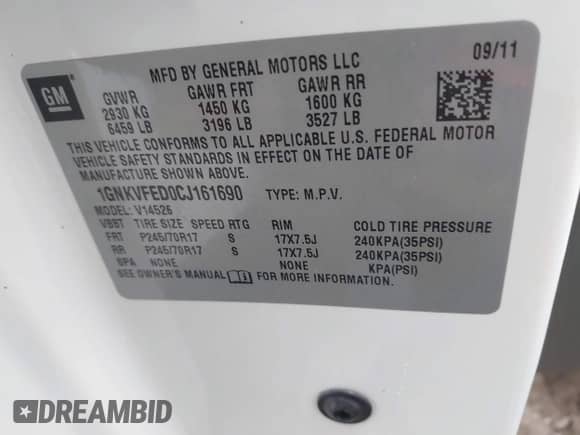 MFD BY GENERAL MOTORS LLC 09/11
GM
GVWR GAWR FRT GAWR RR
2930 KG 1450 KG 1600 KG
6459 LB 3196 LB 3527 LB
THIS VEHICLE CONFORMS TO ALL APPLICABLE U.S. FEDERAL MOTOR
VEHICLE SAFETY STANDARDS IN EFFECT ON THE DATE OF
MANUFACTURE SHOWN ABOVE.
1GNKVFED0CJ161690 TYPE: M.P.V.
MODEL: V14526
VBBT TIRE SIZE SPEED RTG RIM COLD TIRE PRESSURE
FRT P245/70R17 S 17X7.5J 240KPA(35PSI)
RR P245/70R17 S 17X7.5J 240KPA(35PSI)
SPA NONE NONE KPA(PSI)
SEE OWNER'S MANUAL FOR MORE INFORMATION.
DREAMBID